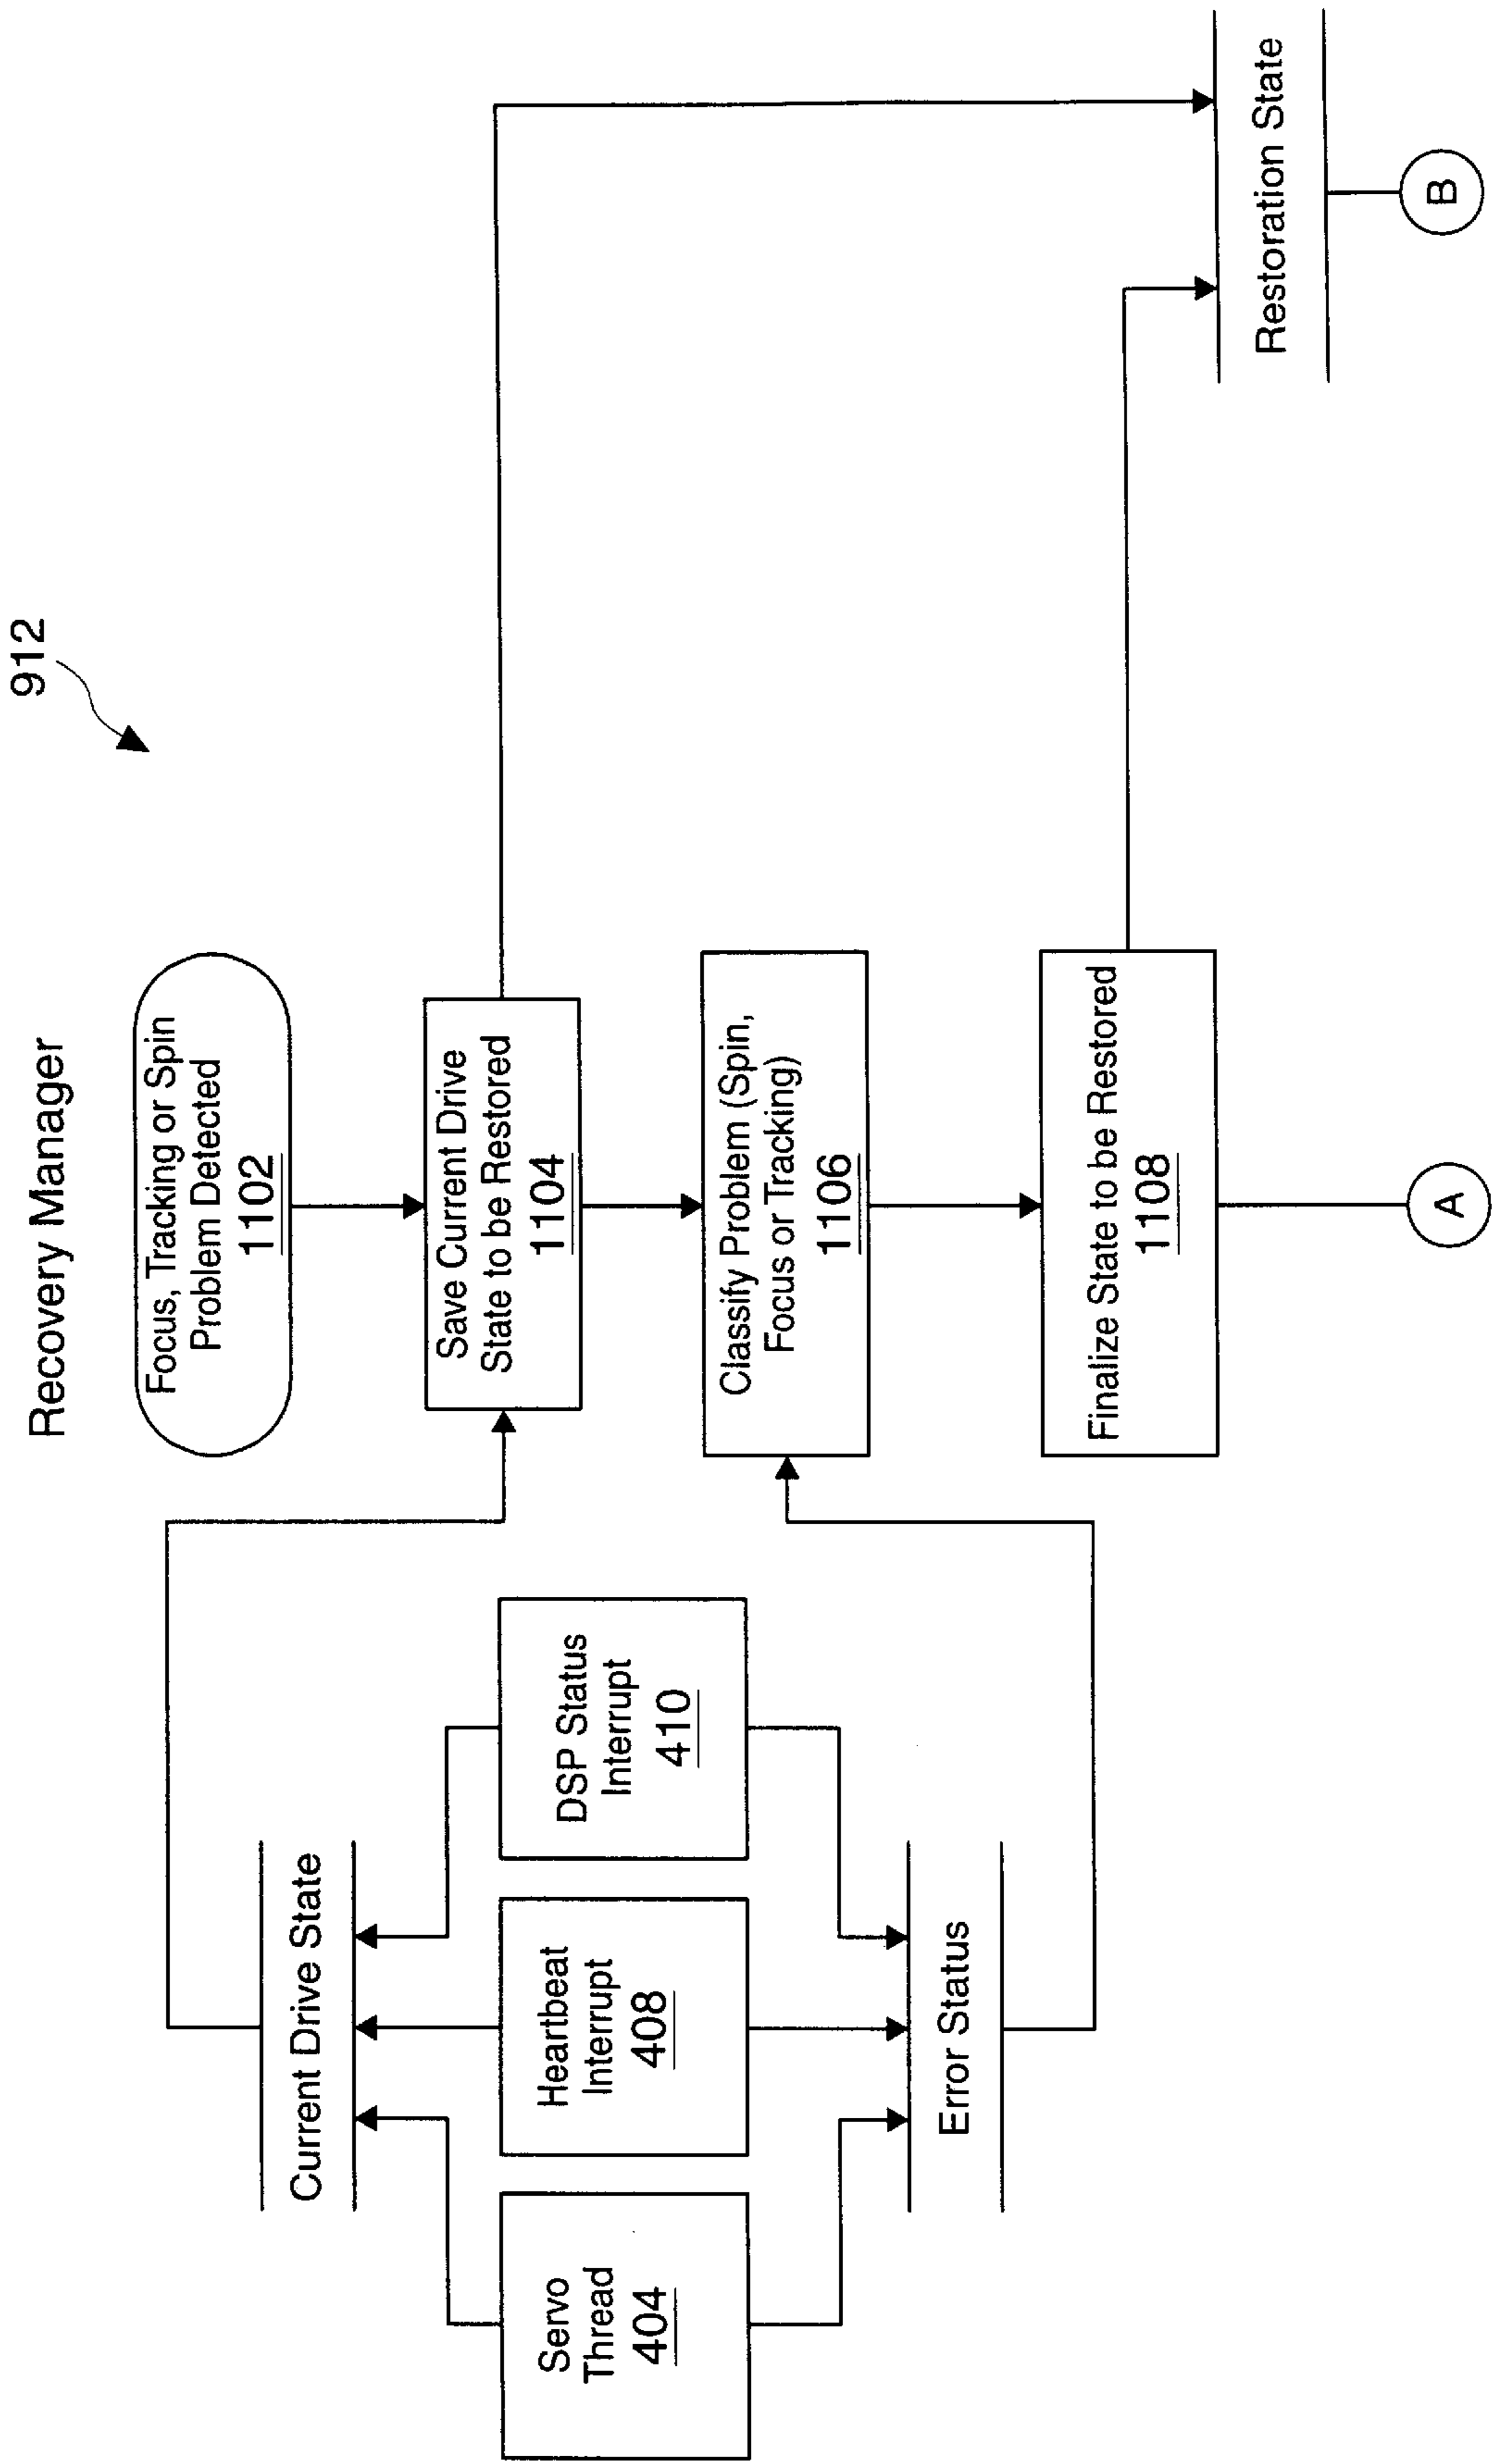 Recovery Manager
912
Focus, Tracking or Spin
Problem Detected
1102
Current Drive State
Save Current Drive
State to be Restored
1104
Servo
Thread
404
Heartbeat
Interrupt
408
DSP Status
Interrupt
410
Classify Problem (Spin,
Focus or Tracking)
1106
Error Status
Finalize State to be Restored
1108
Restoration State
A
B